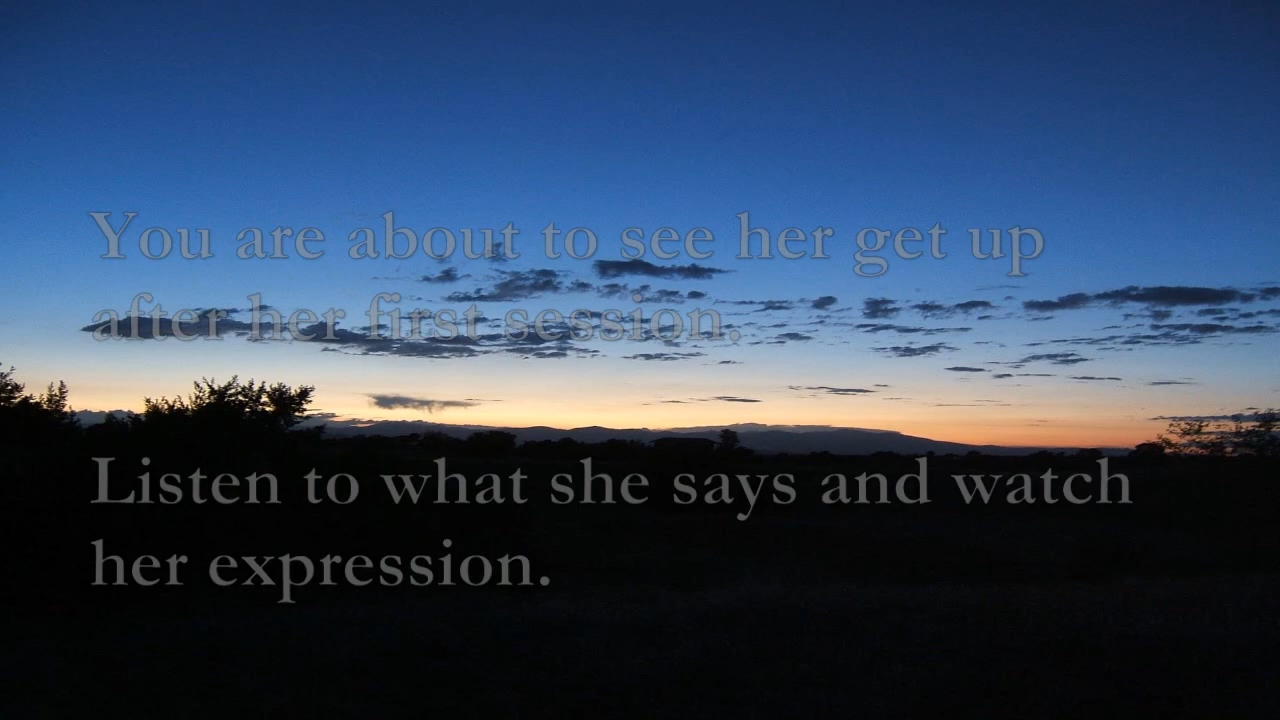 You are about to see her get up
after her first session.
Listen to what she says and watch
her expression.